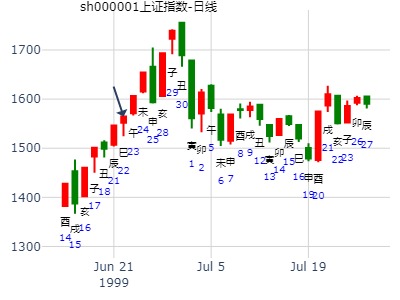 sh000001上证指数-日线
1700
1600
1500
1400
1300
酉
14
戌
15
亥
16
子
17
丑
18
辰
21
巳
22
午
23
未
24
申
25
亥
28
子
29
丑
30
寅
1
卯
2
午
5
未
6
申
7
酉
8
戌
9
丑
12
寅
13
卯
14
辰
15
巳
16
申
19
酉
20
戌
21
亥
22
子
23
卯
26
辰
27
Jun 21
1999
Jul 5
Jul 19